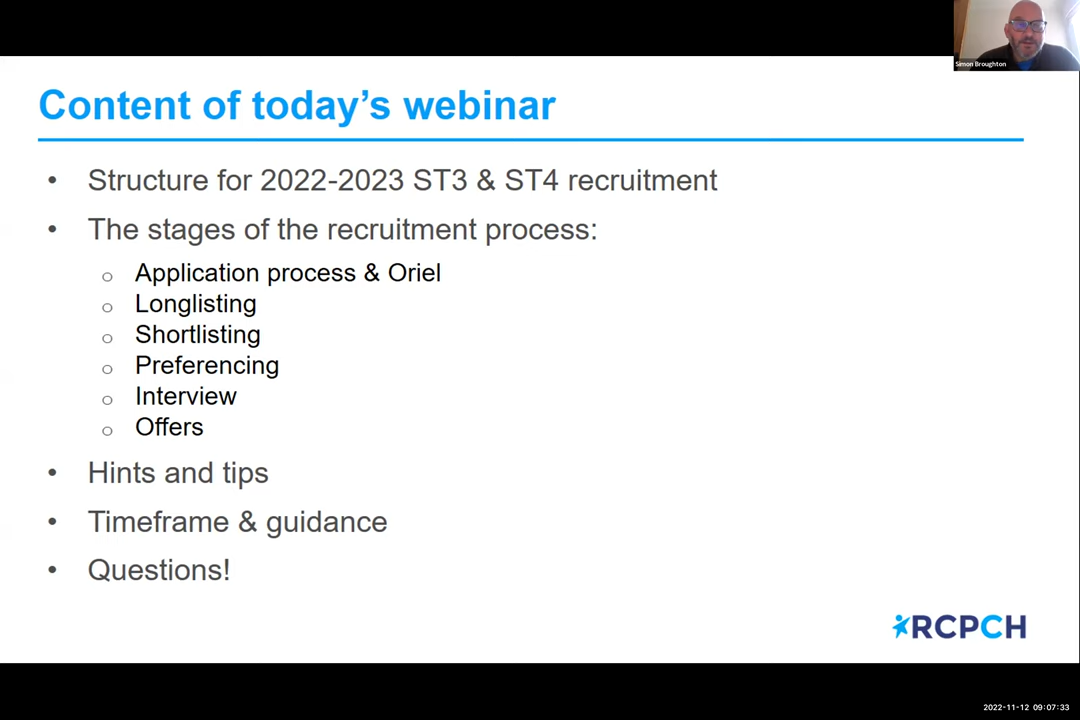 Simon Broughton
Content of today’s webinar
• Structure for 2022-2023 ST3 & ST4 recruitment
• The stages of the recruitment process:
o Application process & Oriel
o Longlisting
o Shortlisting
o Preferencing
o Interview
o Offers
• Hints and tips
• Timeframe & guidance
• Questions!
RCPCH
2022-11-12 09:07:33